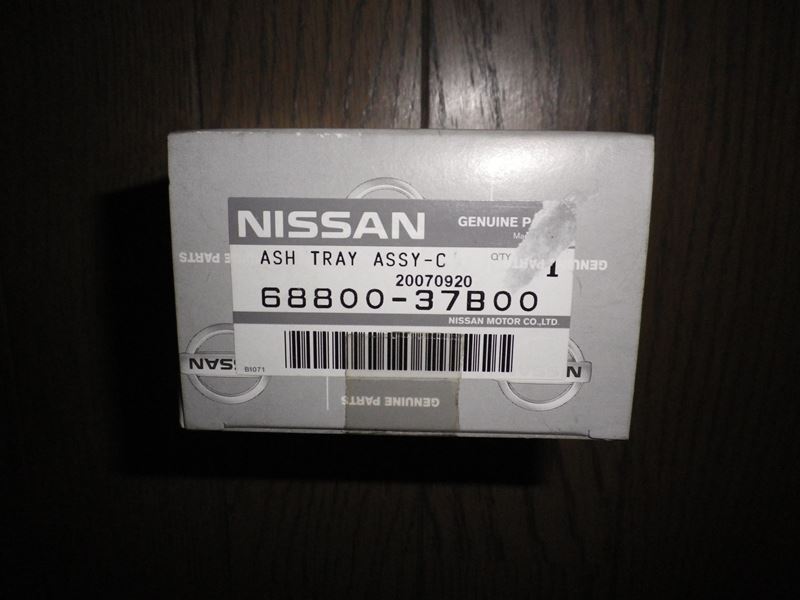 NISSAN
GENUINE
ASH TRAY ASSY-C
Q'TY
1
20070920
68800-37B00
NISSAN MOTOR CO.,LTD.
B1071
GENUINE PARTS
GENUINE PARTS
GENUINE PARTS
NISSAN